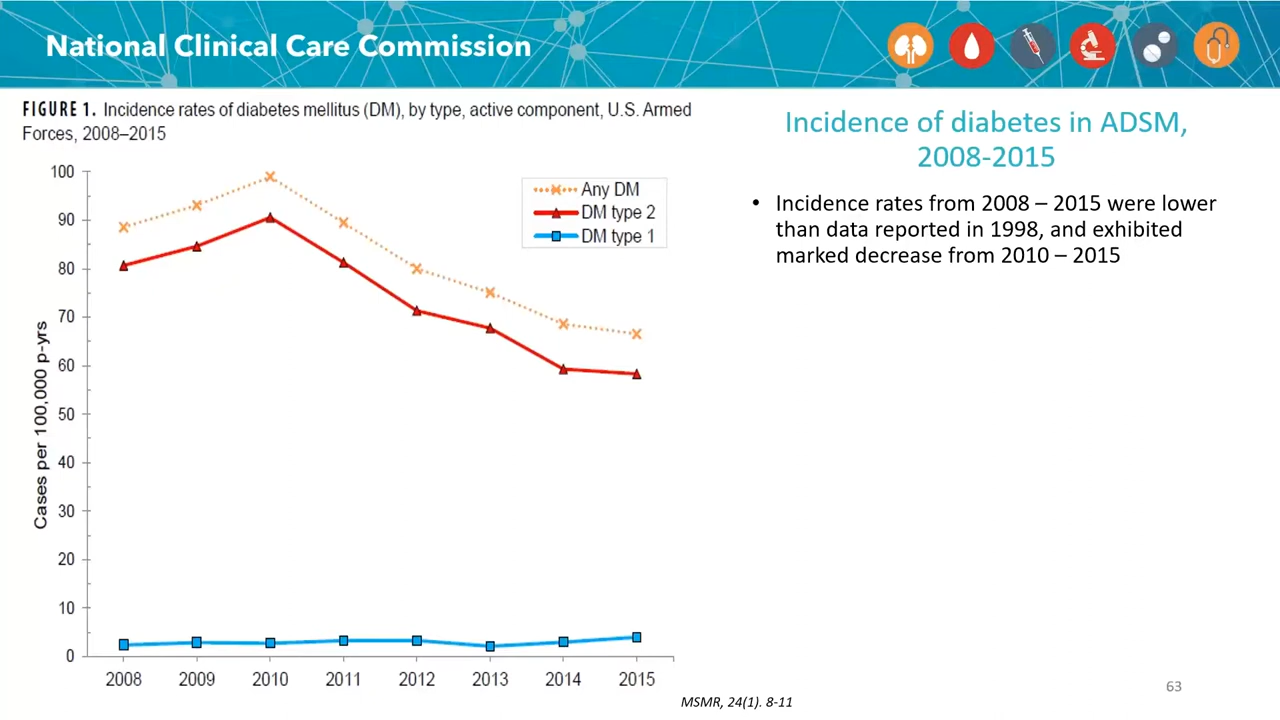 National Clinical Care Commission
FIGURE 1. Incidence rates of diabetes mellitus (DM), by type, active component, U.S. Armed
Forces, 2008–2015
Cases per 100,000 p-yrs
100
90
80
70
60
50
40
30
20
10
0
2008 2009 2010 2011 2012 2013 2014 2015
Any DM
DM type 2
DM type 1
Incidence of diabetes in ADSM,
2008-2015
• Incidence rates from 2008 – 2015 were lower
than data reported in 1998, and exhibited
marked decrease from 2010 – 2015
MSMR, 24(1). 8-11
63